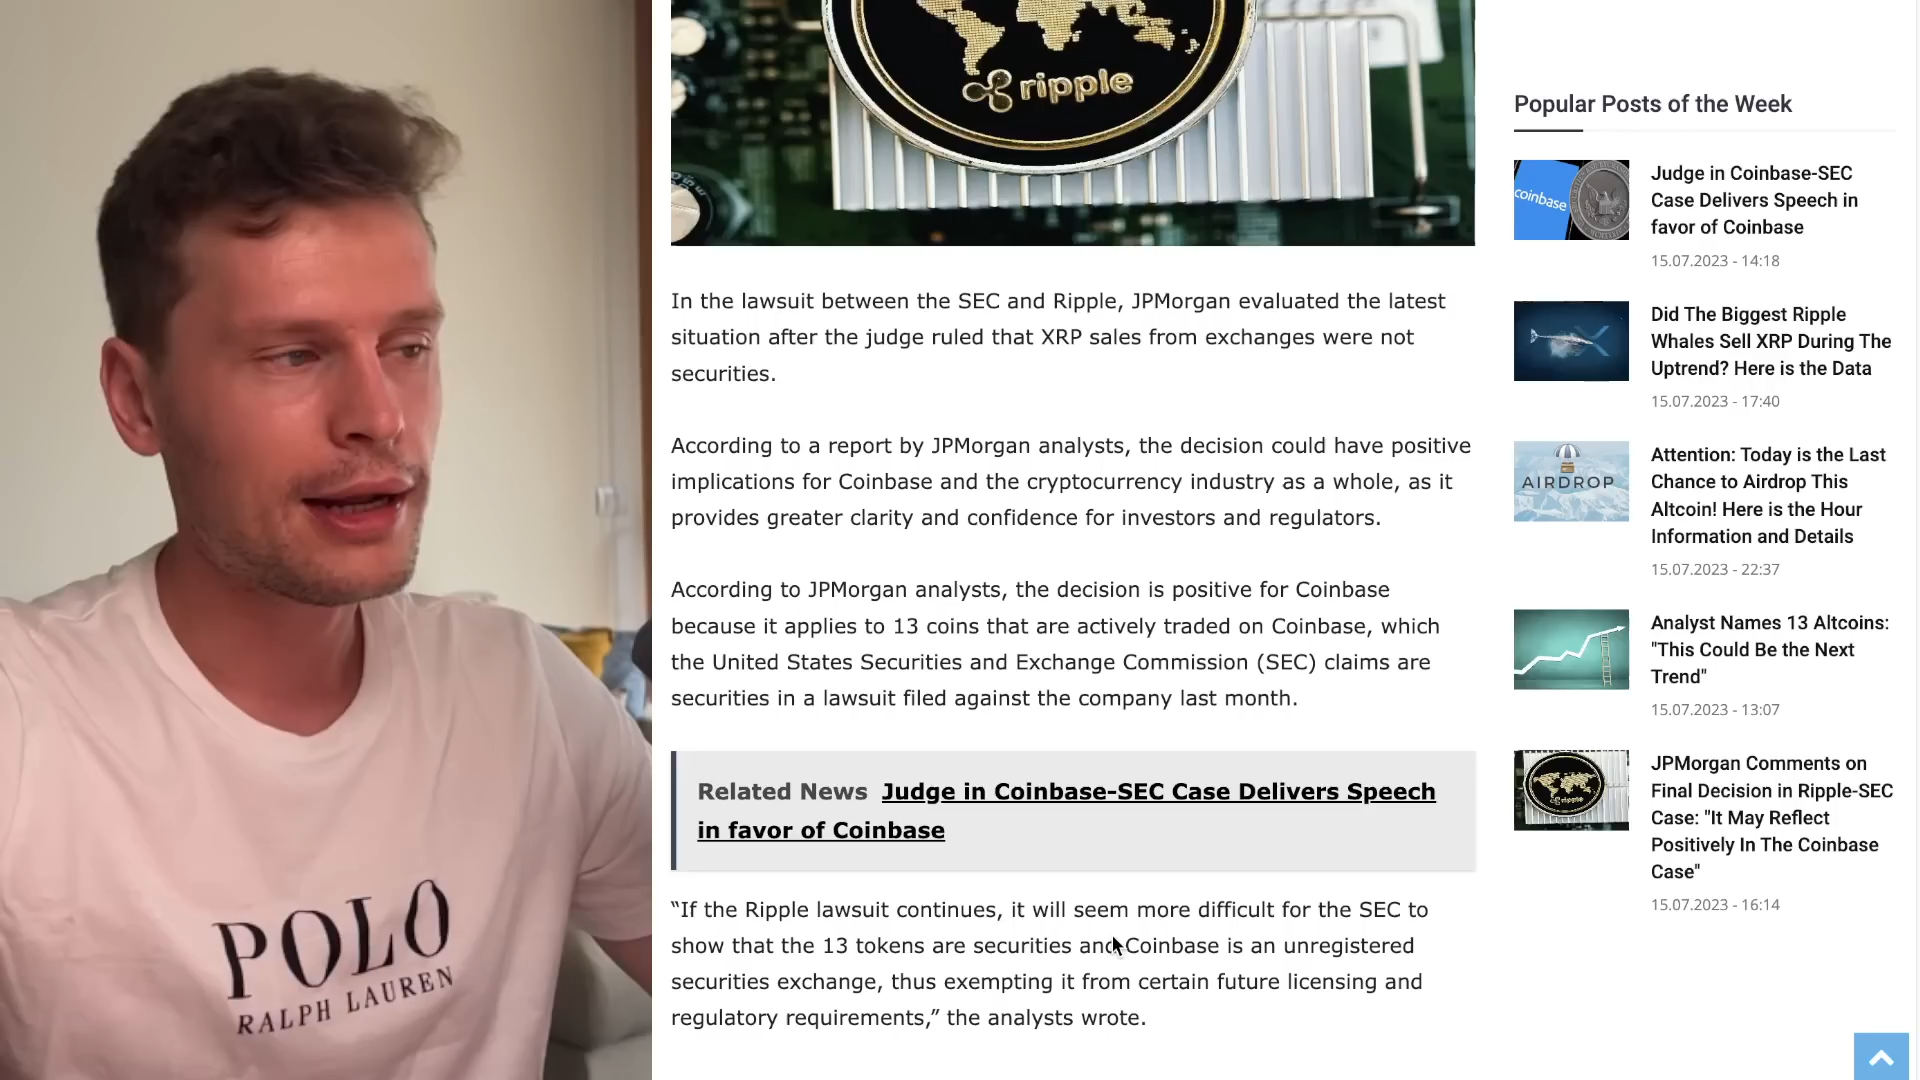 POLO
RALPH LAUREN
ripple
In the lawsuit between the SEC and Ripple, JPMorgan evaluated the latest
situation after the judge ruled that XRP sales from exchanges were not
securities.
According to a report by JPMorgan analysts, the decision could have positive
implications for Coinbase and the cryptocurrency industry as a whole, as it
provides greater clarity and confidence for investors and regulators.
According to JPMorgan analysts, the decision is positive for Coinbase
because it applies to 13 coins that are actively traded on Coinbase, which
the United States Securities and Exchange Commission (SEC) claims are
securities in a lawsuit filed against the company last month.
Related News Judge in Coinbase-SEC Case Delivers Speech
in favor of Coinbase
“If the Ripple lawsuit continues, it will seem more difficult for the SEC to
show that the 13 tokens are securities and Coinbase is an unregistered
securities exchange, thus exempting it from certain future licensing and
regulatory requirements,” the analysts wrote.
Popular Posts of the Week
coinbase
Judge in Coinbase-SEC
Case Delivers Speech in
favor of Coinbase
15.07.2023 - 14:18
Did The Biggest Ripple
Whales Sell XRP During The
Uptrend? Here is the Data
15.07.2023 - 17:40
AIRDROP
Attention: Today is the Last
Chance to Airdrop This
Altcoin! Here is the Hour
Information and Details
15.07.2023 - 22:37
Analyst Names 13 Altcoins:
"This Could Be the Next
Trend"
15.07.2023 - 13:07
JPMorgan Comments on
Final Decision in Ripple-SEC
Case: "It May Reflect
Positively In The Coinbase
Case"
15.07.2023 - 16:14